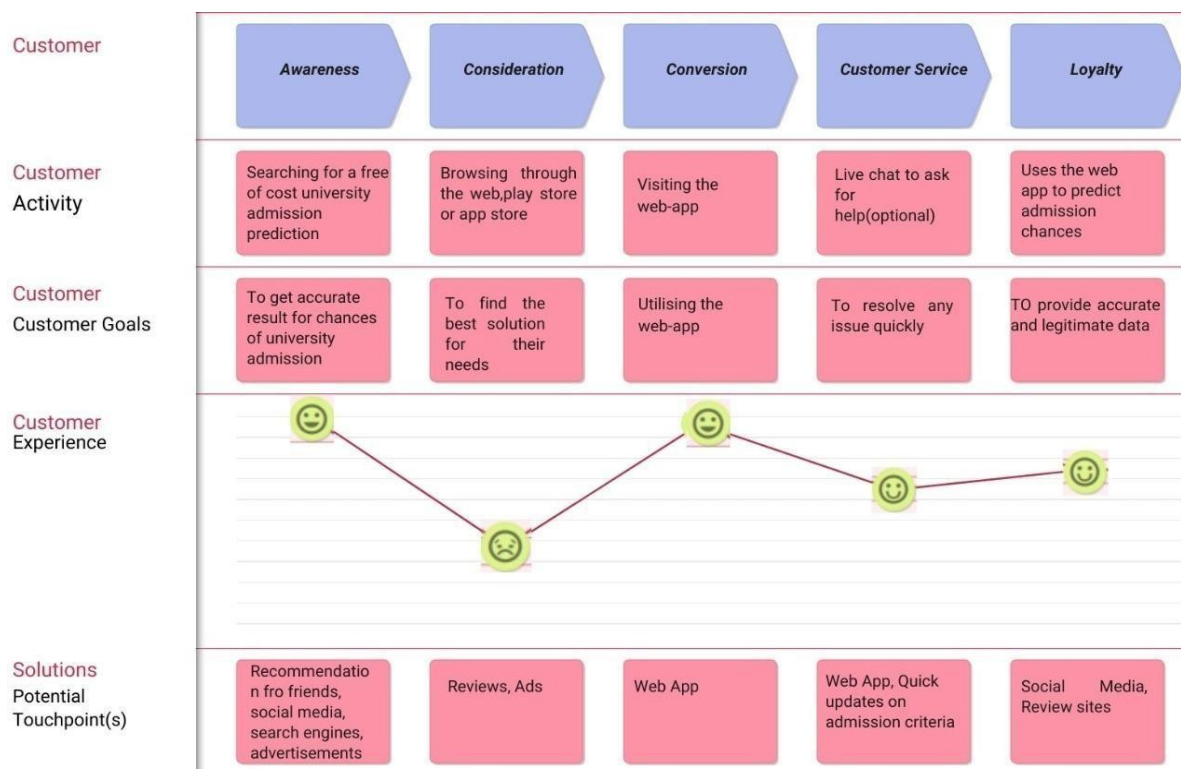 Customer
Awareness
Consideration
Conversion
Customer Service
Loyalty
Customer
Activity
Searching for a free
of cost university
admission
prediction
Browsing through
the web,play store
or app store
Visiting the
web-app
Live chat to ask
for
help(optional)
Uses the web
app to predict
admission
chances
Customer
Customer Goals
To get accurate
result for chances
of university
admission
To find the
best solution
for their
needs
Utilising the
web-app
To resolve any
issue quickly
TO provide accurate
and legitimate data
Customer
Experience
Solutions
Potential
Touchpoint(s)
Recommendatio
n fro friends,
social media,
search engines,
advertisements
Reviews, Ads
Web App
Web App, Quick
updates on
admission criteria
Social Media,
Review sites